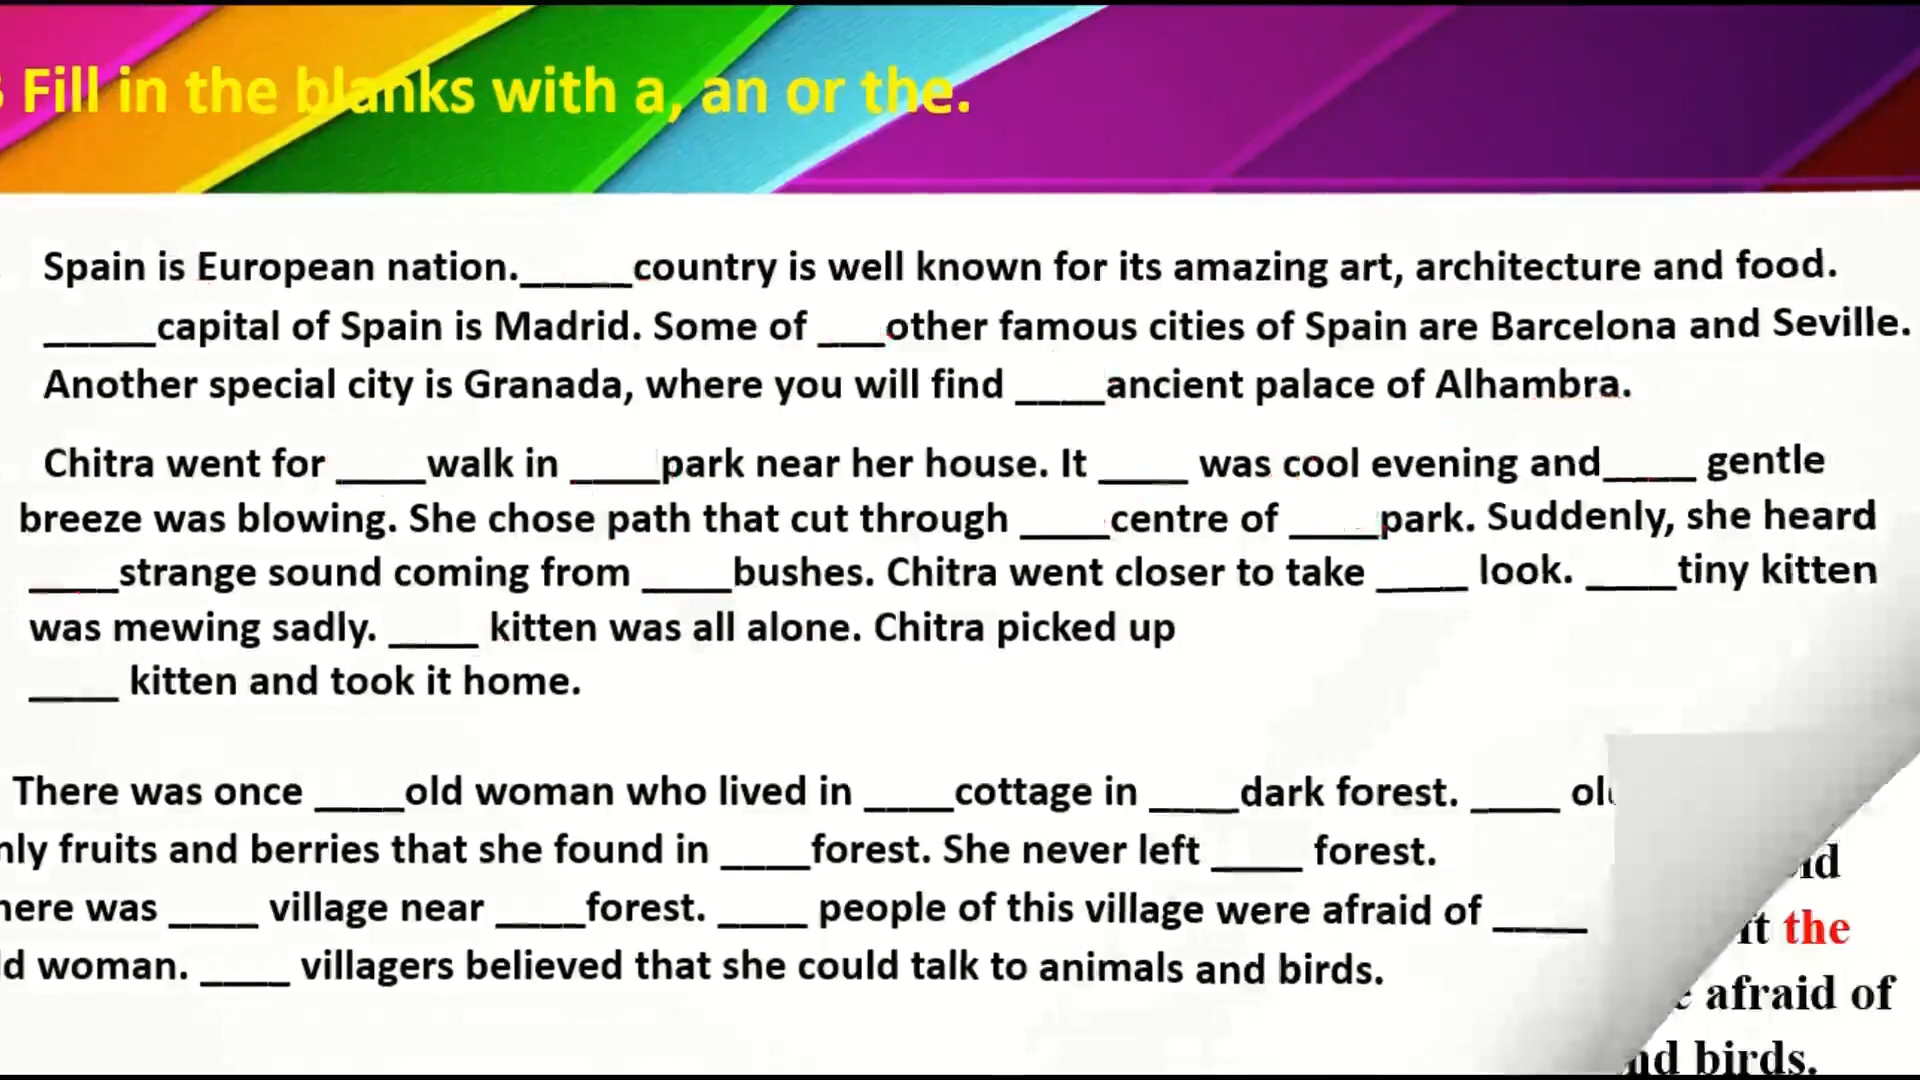 Fill in the blanks with a, an or the.
Spain is European nation._____country is well known for its amazing art, architecture and food.
_____capital of Spain is Madrid. Some of ___other famous cities of Spain are Barcelona and Seville.
Another special city is Granada, where you will find ____ancient palace of Alhambra.
Chitra went for ____walk in ____park near her house. It ____ was cool evening and____ gentle
breeze was blowing. She chose path that cut through ____centre of ____park. Suddenly, she heard
____strange sound coming from ____bushes. Chitra went closer to take ____ look. ____tiny kitten
was mewing sadly. ____ kitten was all alone. Chitra picked up
____ kitten and took it home.
There was once ____old woman who lived in ____cottage in ____dark forest. ____
fruits and berries that she found in ____forest. She never left ____ forest.
was ____ village near ____forest. ____ people of this village were afraid of ____
woman. ____ villagers believed that she could talk to animals and birds.
the
afraid of
birds.